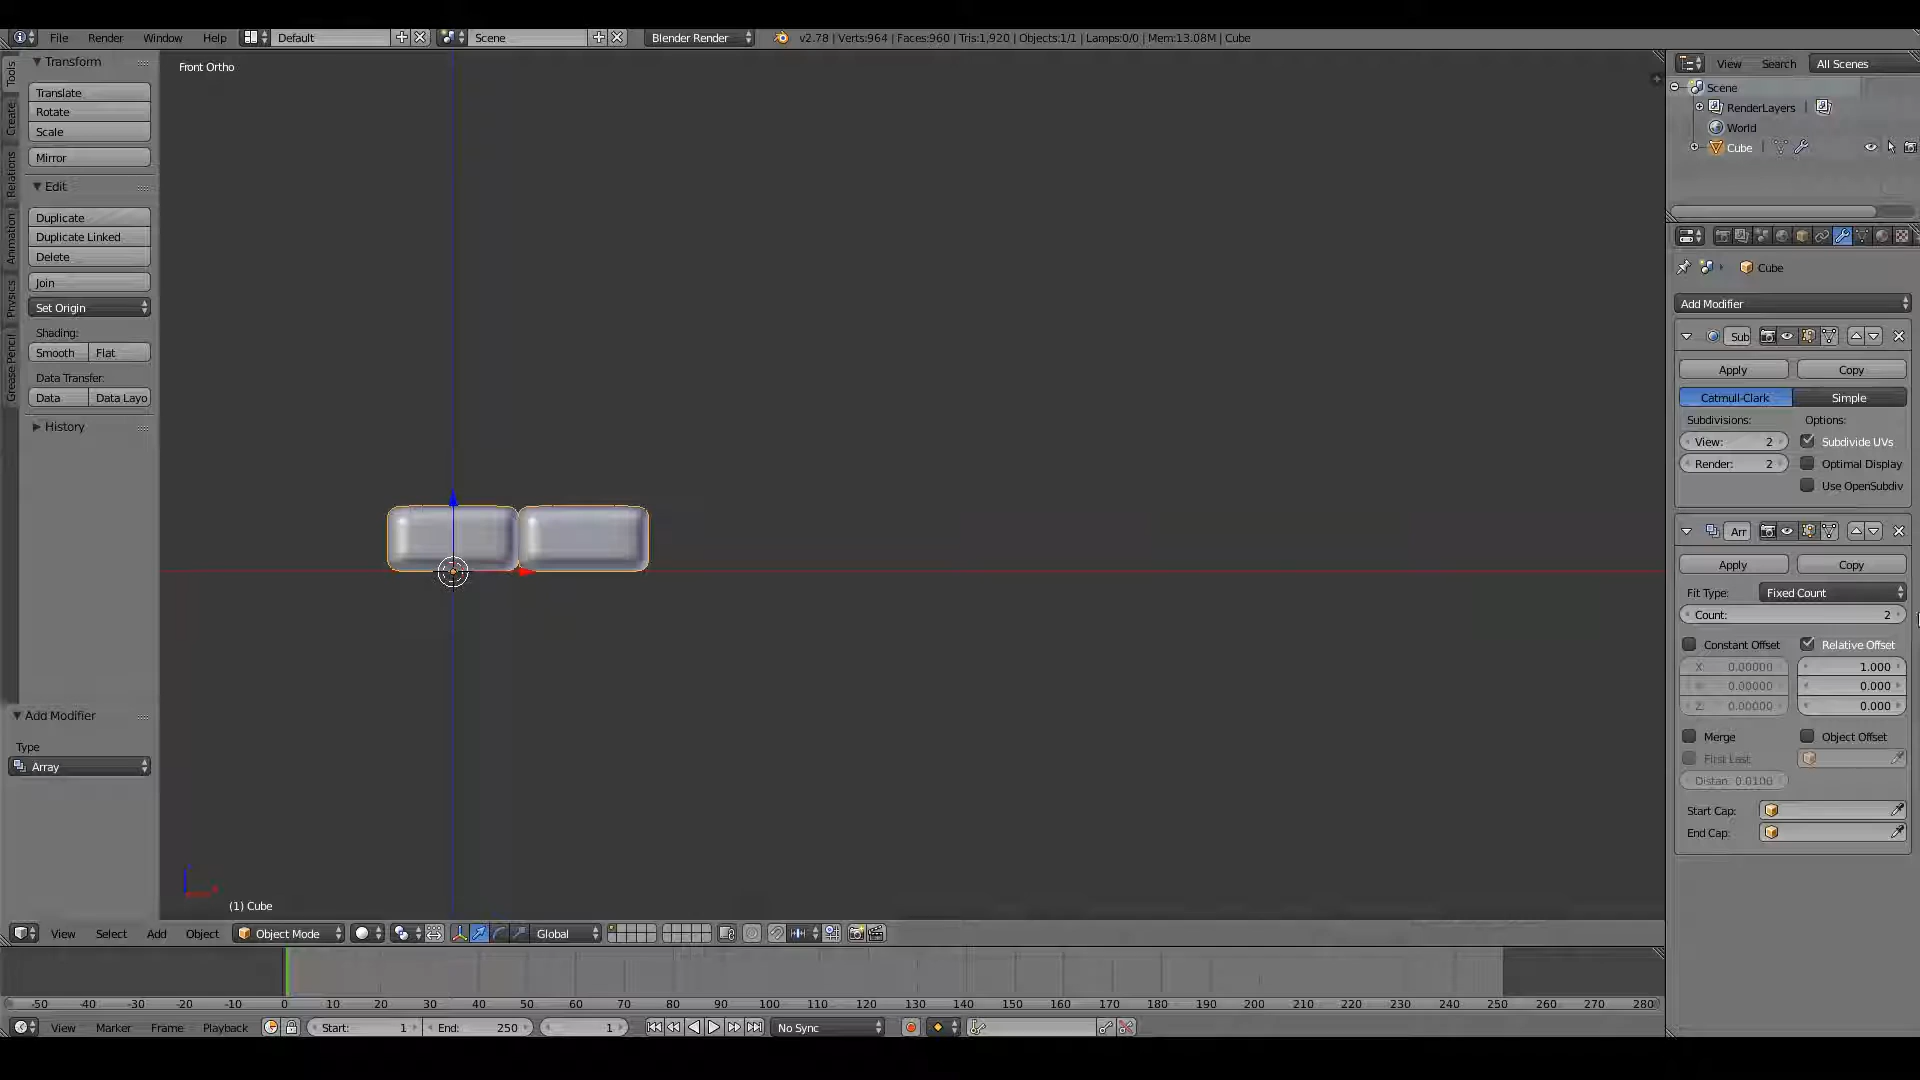 File Render Window Help Default Scene Blender Render v2.78 | Verts:964 | Faces:960 | Tris:1,920 | Objects:1/1 | Lamps:0/0 | Mem:13.08M | Cube
Tools
Create
Relations
Animation
Physics
Grease Pencil
Transform
Translate
Rotate
Scale
Mirror
Edit
Duplicate
Duplicate Linked
Delete
Join
Set Origin
Shading:
Smooth Flat
Data Transfer:
Data Data Layo
History
Add Modifier
Type
Array
Front Ortho
(1) Cube
View Search All Scenes
Scene
RenderLayers
World
Cube
Cube
Add Modifier
Sub
Apply Copy
Catmull-Clark Simple
Subdivisions: Options:
View: 2 Subdivide UVs
Render: 2 Optimal Display
Use OpenSubdiv
Arr
Apply Copy
Fit Type: Fixed Count
Count: 2
Constant Offset Relative Offset
X: 0.00000 1.000
0.00000 0.000
Z: 0.00000 0.000
Merge Object Offset
First Last
Distan: 0.0100
Start Cap:
End Cap:
View Select Add Object Object Mode Global
-50 -40 -30 -20 -10 0 10 20 30 40 50 60 70 80 90 100 110 120 130 140 150 160 170 180 190 200 210 220 230 240 250 260 270 280
View Marker Frame Playback Start: 1 End: 250 1 No Sync